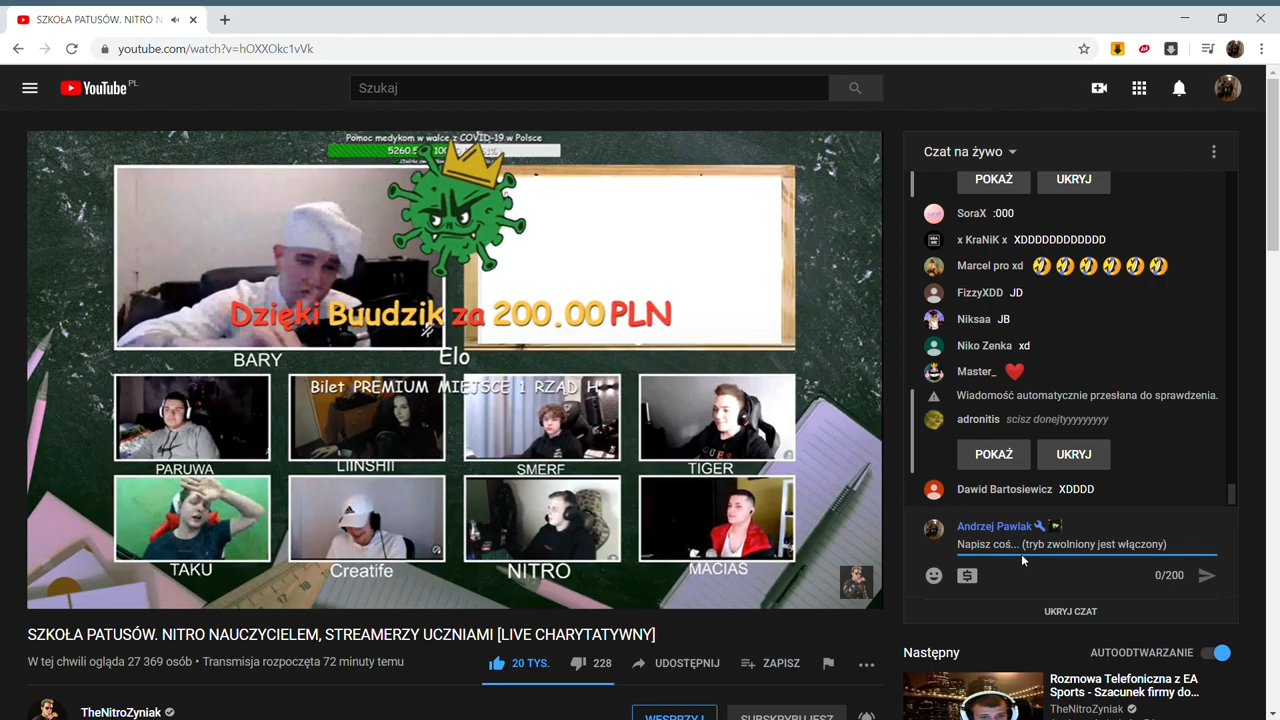 SZKOŁA PATUSÓW. NITRO N
youtube.com/watch?v=hOXXOkc1vVk
YouTube PL
Szukaj
Pomoc medykom w walce z COVID-19 w Polsce
BARY
Dzięki Buudzik za 200.00 PLN
Elo
Bilet PREMIUM MIEJSCE 1 RZĄD H
PARUWA
LIINSHII
SMERF
TIGER
TAKU
Creatife
NITRO
MACIAS
Czat na żywo
POKAŻ UKRYJ
SoraX :000
x KraNiK x XDDDDDDDDDDDD
Marcel pro xd 🤣🤣🤣🤣🤣🤣
FizzyXDD JD
Niksaa JB
Niko Zenka xd
Master_ ❤️
Wiadomość automatycznie przesłana do sprawdzenia.
adronitis scisz donejtyyyyyyyyy
POKAŻ UKRYJ
Dawid Bartosiewicz XDDDD
Andrzej Pawlak
Napisz coś... (tryb zwolniony jest włączony)
0/200
UKRYJ CZAT
SZKOŁA PATUSÓW. NITRO NAUCZYCIELEM, STREAMERZY UCZNIAMI [LIVE CHARYTATYWNY]
W tej chwili ogląda 27 369 osób • Transmisja rozpoczęta 72 minuty temu
20 TYS. 228 UDOSTĘPNIJ ZAPISZ
TheNitroZyniak
WESPRZYJ
SUBSKRYBUJESZ
Następny AUTOODTWARZANIE
Rozmowa Telefoniczna z EA
Sports - Szacunek firmy do...
TheNitroZyniak